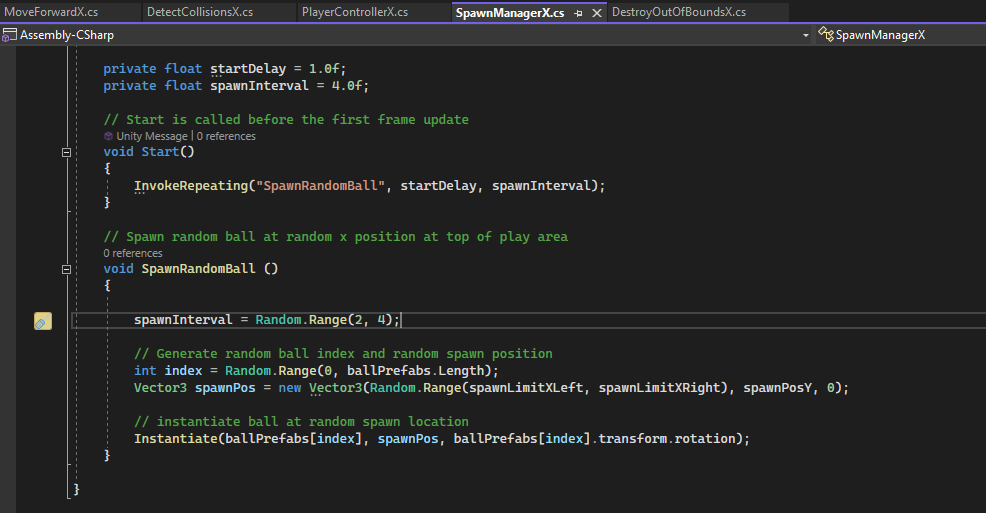 MoveForwardX.cs DetectCollisionsX.cs PlayerControllerX.cs SpawnManagerX.cs DestroyOutOfBoundsX.cs
Assembly-CSharp SpawnManagerX
private float startDelay = 1.0f;
private float spawnInterval = 4.0f;
// Start is called before the first frame update
Unity Message | 0 references
void Start()
{
InvokeRepeating("SpawnRandomBall", startDelay, spawnInterval);
}
// Spawn random ball at random x position at top of play area
0 references
void SpawnRandomBall ()
{
spawnInterval = Random.Range(2, 4);
// Generate random ball index and random spawn position
int index = Random.Range(0, ballPrefabs.Length);
Vector3 spawnPos = new Vector3(Random.Range(spawnLimitXLeft, spawnLimitXRight), spawnPosY, 0);
// instantiate ball at random spawn location
Instantiate(ballPrefabs[index], spawnPos, ballPrefabs[index].transform.rotation);
}
}